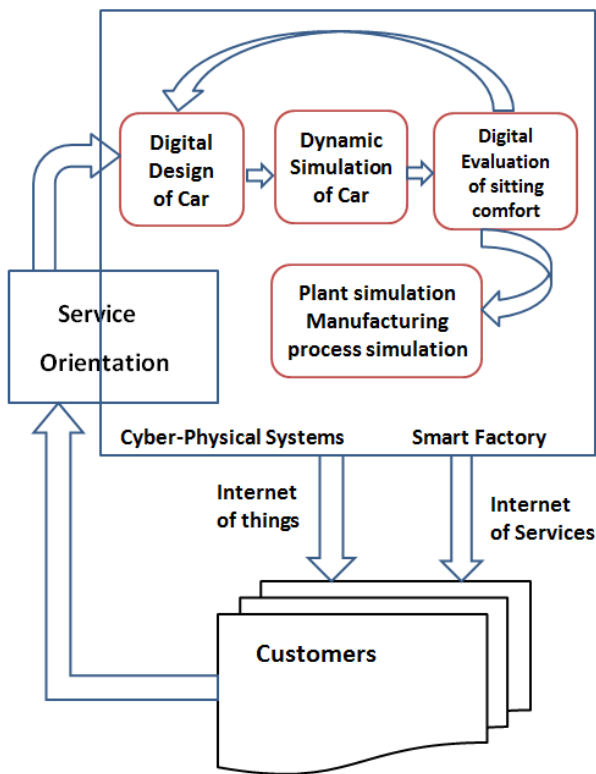 Digital
Design
of Car
Dynamic
Simulation
of Car
Digital
Evaluation
of sitting
comfort
Plant simulation
Manufacturing
process simulation
Service
Orientation
Cyber-Physical Systems
Smart Factory
Internet
of things
Internet
of Services
Customers